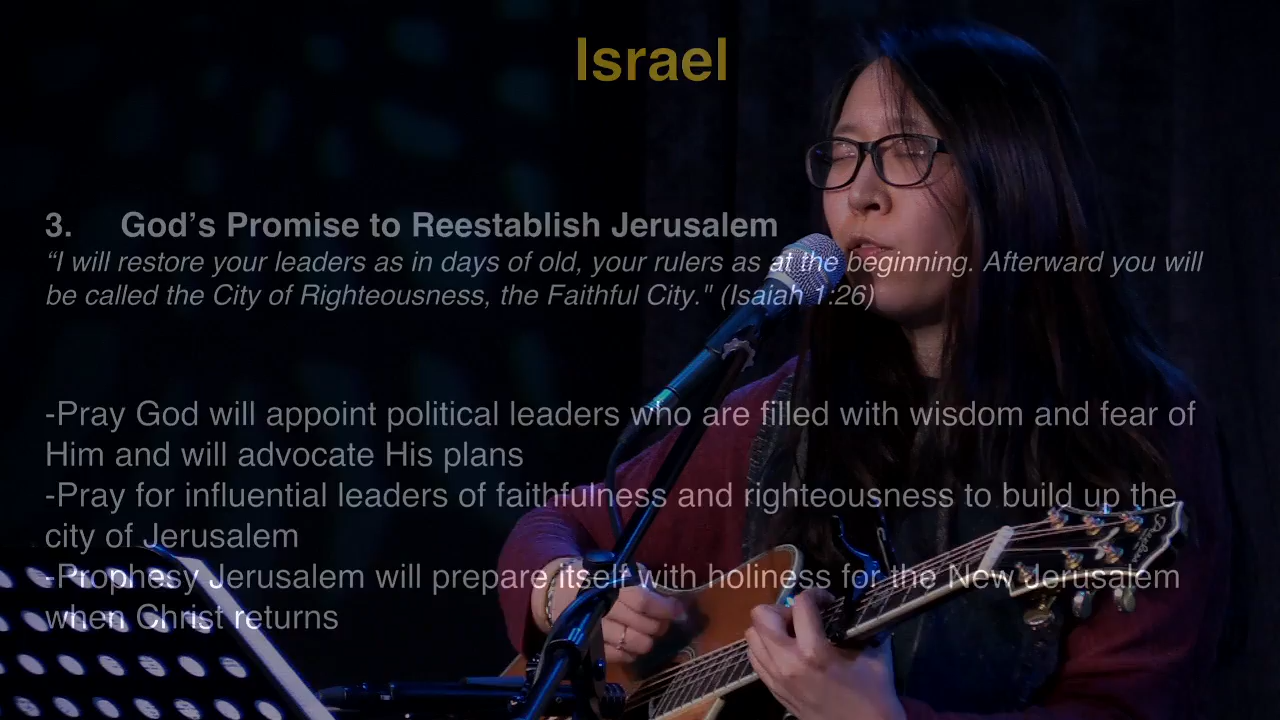 Israel
3. God’s Promise to Reestablish Jerusalem
“I will restore your leaders as in days of old, your rulers as at the beginning. Afterward you will
be called the City of Righteousness, the Faithful City." (Isaiah 1:26)
-Pray God will appoint political leaders who are filled with wisdom and fear of
Him and will advocate His plans
-Pray for influential leaders of faithfulness and righteousness to build up the
city of Jerusalem
-Prophesy Jerusalem will prepare itself with holiness for the New Jerusalem
when Christ returns